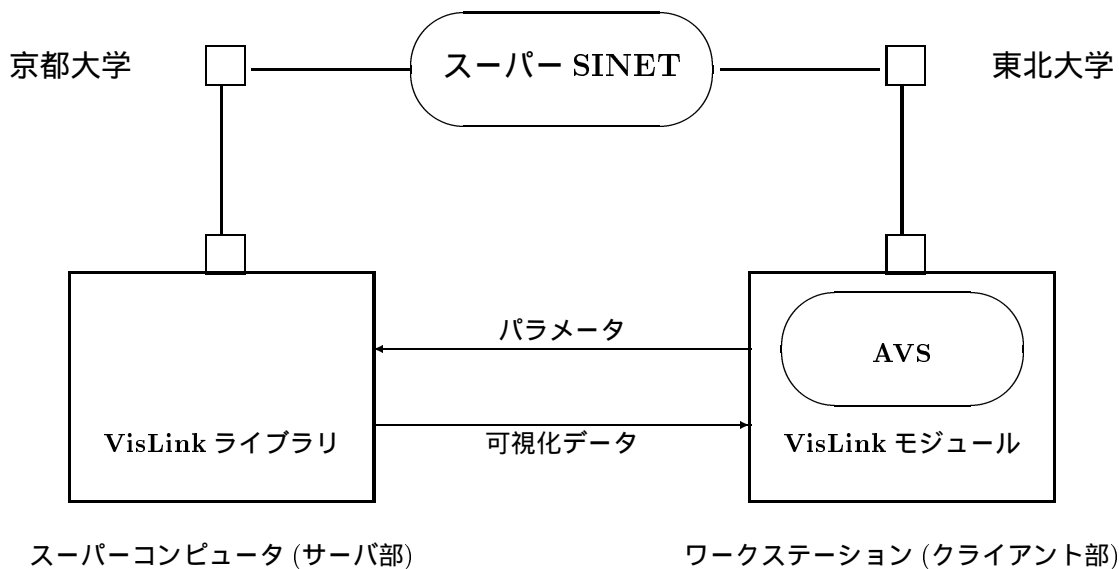 京都大学
スーパー SINET
東北大学
パラメータ
AVS
VisLink ライブラリ
可視化データ
VisLink モジュール
スーパーコンピュータ (サーバ部)
ワークステーション (クライアント部)